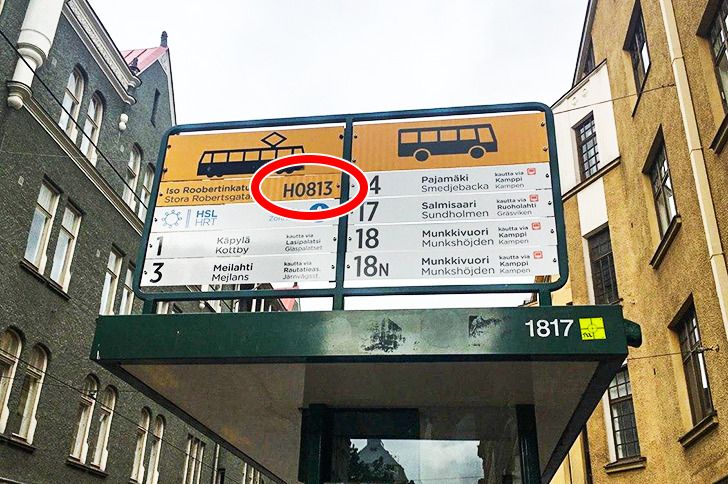 Iso Roobertinkatu
Stora Robertsgatan
H0813
HSL
HRT
1 Käpylä kautta via Lasipalatsi
Kottby Glaspalatset
3 Meilahti kautta via Rautatieas.
Mejlans Järnvägsst.
4 Pajamäki kautta via Kamppi
Smedjebacka Kampen
17 Salmisaari kautta via Ruoholahti
Sundholmen Gräsviken
18 Munkkivuori kautta via Kamppi
Munkshöjden Kampen
18N Munkkivuori kautta via Kamppi
Munkshöjden Kampen
1817